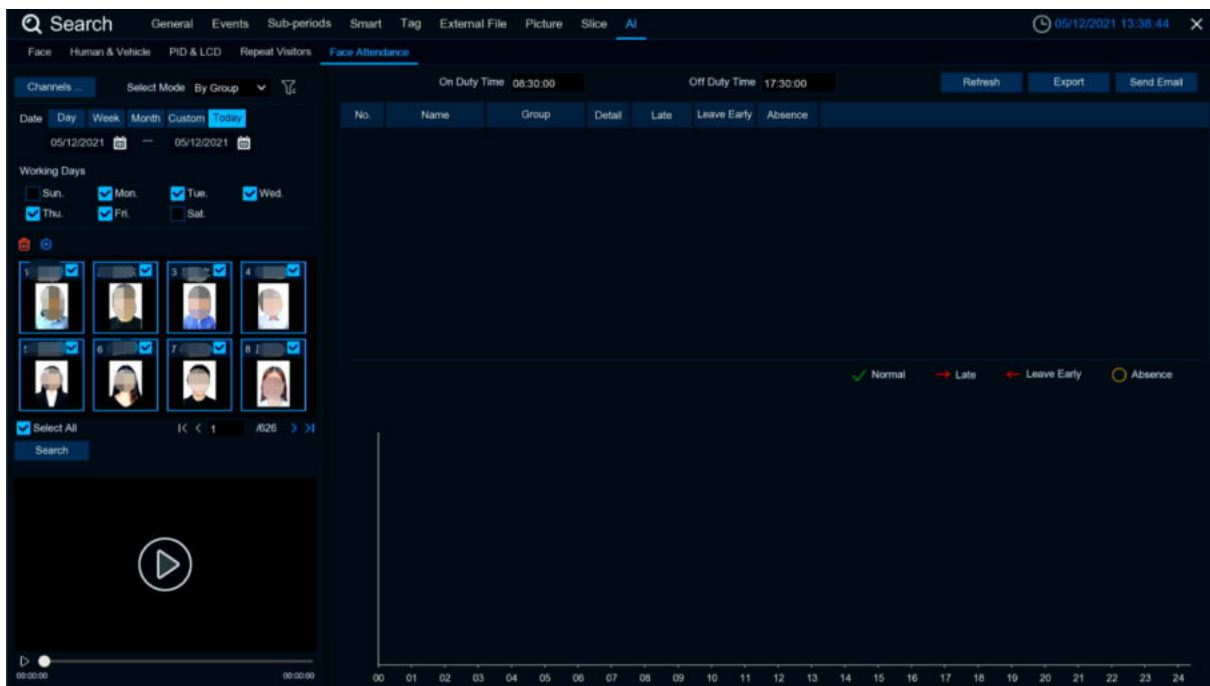 Search General Events Sub-periods Smart Tag External File Picture Slice AI 05/12/2021 13:38:44
Face Human & Vehicle PID & LCD Repeat Visitors Face Attendance
Channels ... Select Mode By Group
On Duty Time 08:30:00 Off Duty Time 17:30:00 Refresh Export Send Email
Date Day Week Month Custom Today
No. Name Group Detail Late Leave Early Absence
05/12/2021 — 05/12/2021
Working Days
Sun. Mon. Tue. Wed.
Thu. Fri. Sat.
3 4
6 7 8
Normal Late Leave Early Absence
Select All 1 /626
Search
00:00:00 00:00:00
00 01 02 03 04 05 06 07 08 09 10 11 12 13 14 15 16 17 18 19 20 21 22 23 24